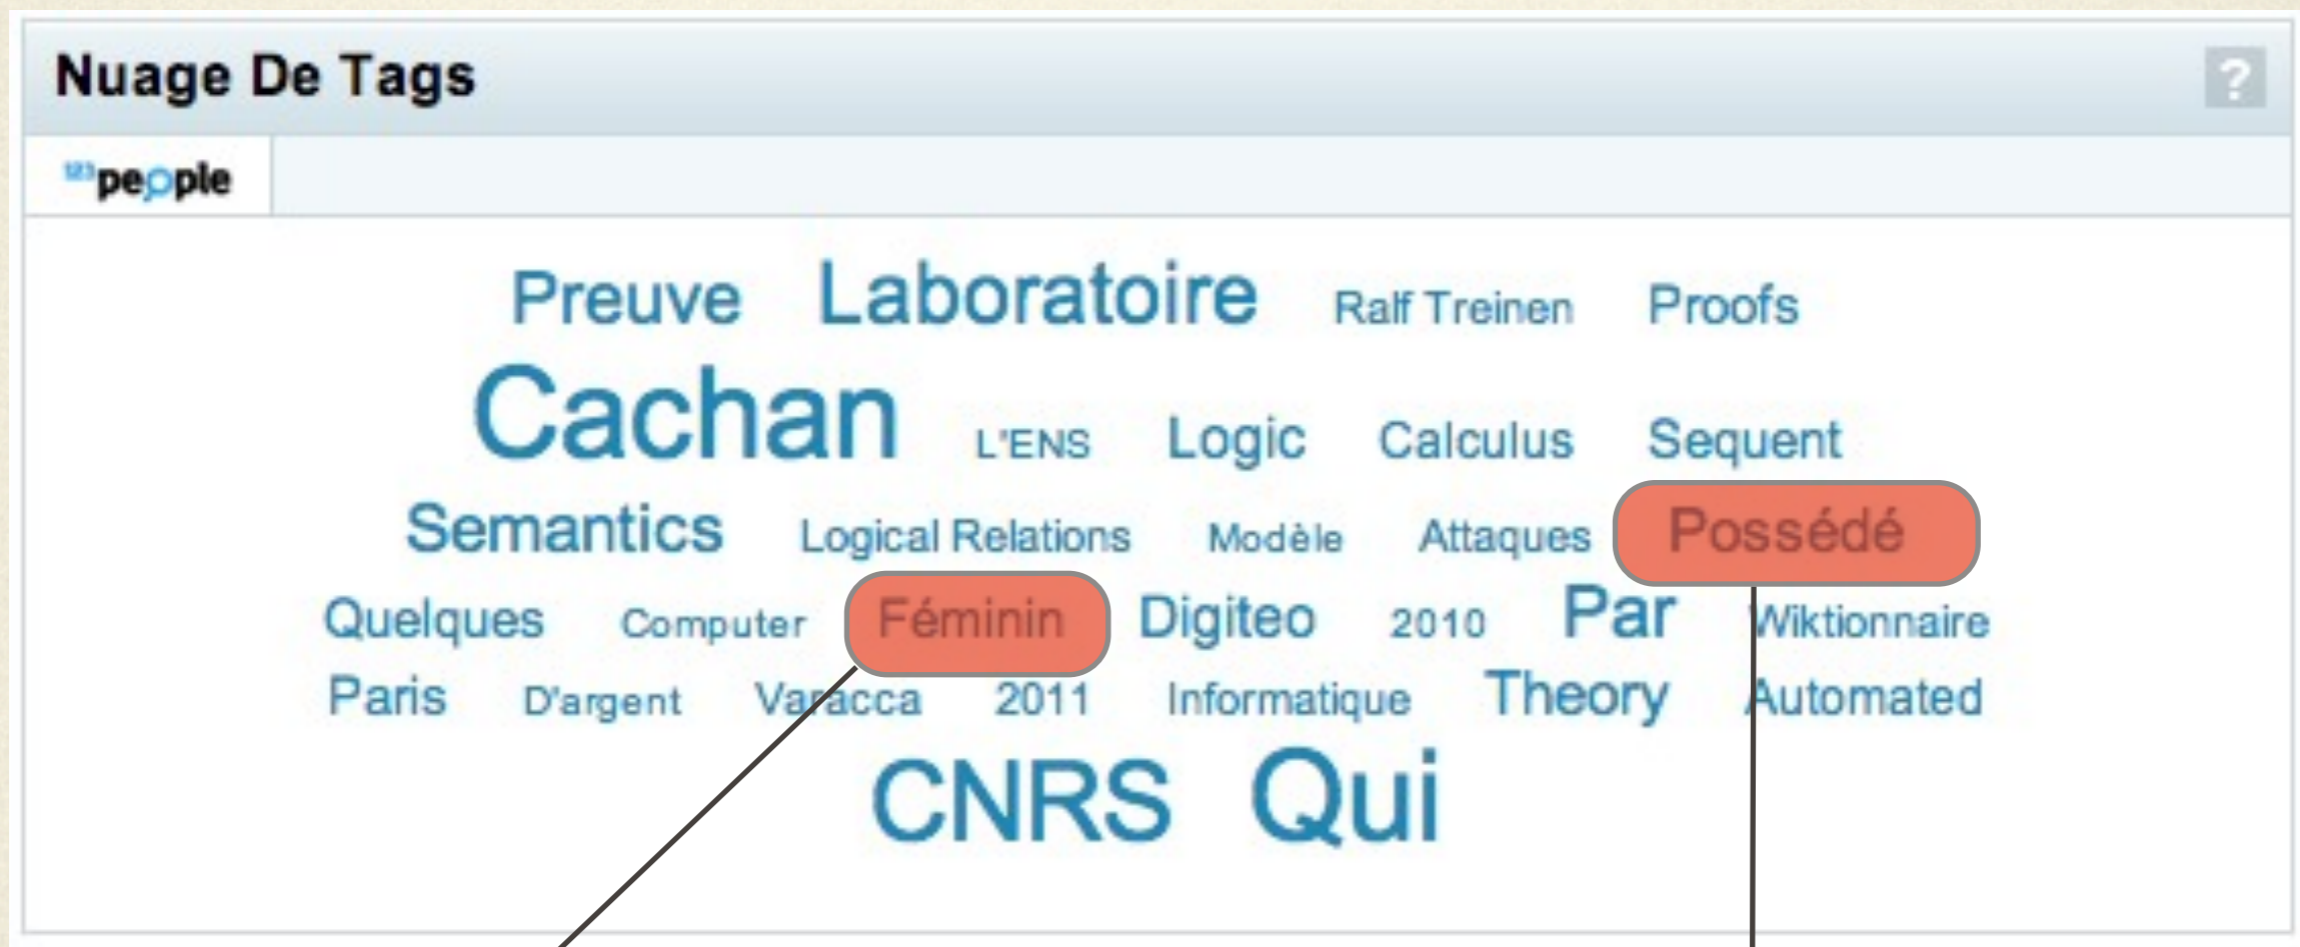 Nuage De Tags ?
123people
Preuve Laboratoire Ralf Treinen Proofs
Cachan L'ENS Logic Calculus Sequent
Semantics Logical Relations Modèle Attaques Possédé
Quelques Computer Féminin Digiteo 2010 Par Wiktionnaire
Paris D'argent Varacca 2011 Informatique Theory Automated
CNRS Qui